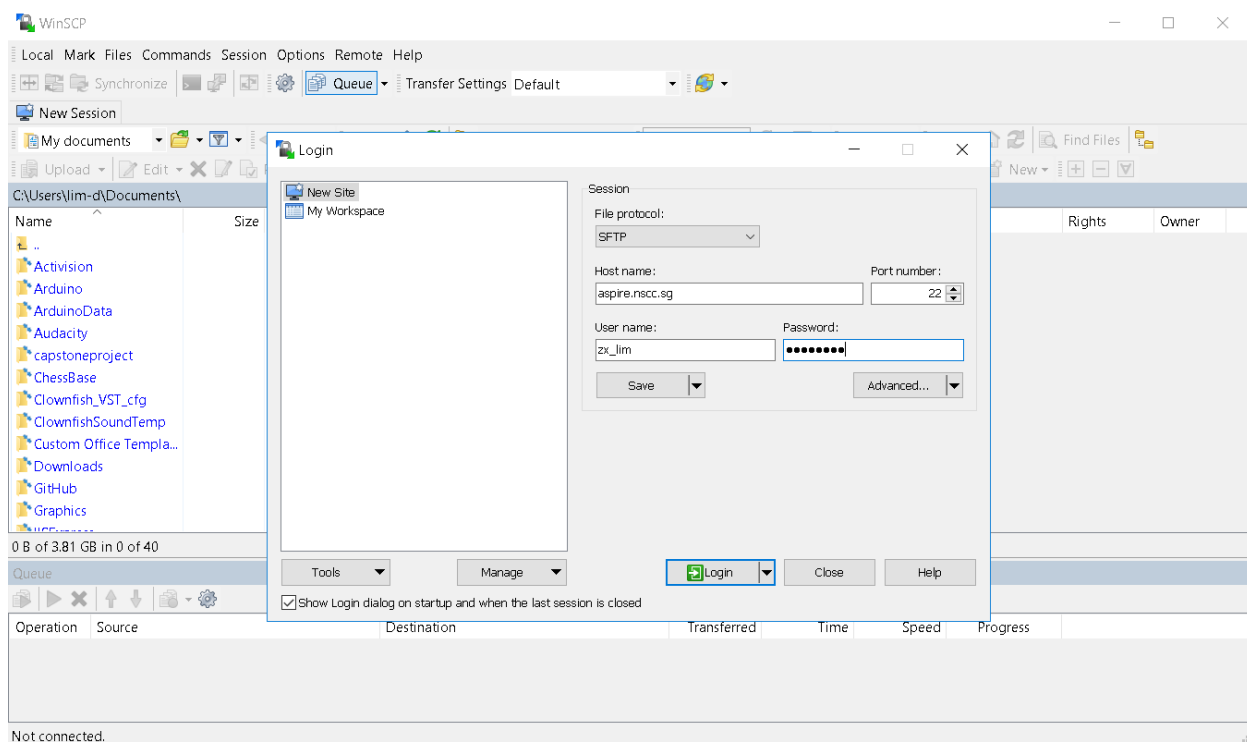 WinSCP
Local Mark Files Commands Session Options Remote Help
Synchronize Queue Transfer Settings Default
New Session
My documents Find Files
Upload Edit New
C:\Users\lim-d\Documents\
Name Size Rights Owner
..
Activision
Arduino
ArduinoData
Audacity
capstoneproject
ChessBase
Clownfish_VST_cfg
ClownfishSoundTemp
Custom Office Templa...
Downloads
GitHub
Graphics
0 B of 3.81 GB in 0 of 40
Login
New Site
My Workspace
Session
File protocol:
SFTP
Host name: Port number:
aspire.nscc.sg 22
User name: Password:
zx_lim ●●●●●●●●
Save Advanced...
Tools Manage Login Close Help
Show Login dialog on startup and when the last session is closed
Queue
Operation Source Destination Transferred Time Speed Progress
Not connected.